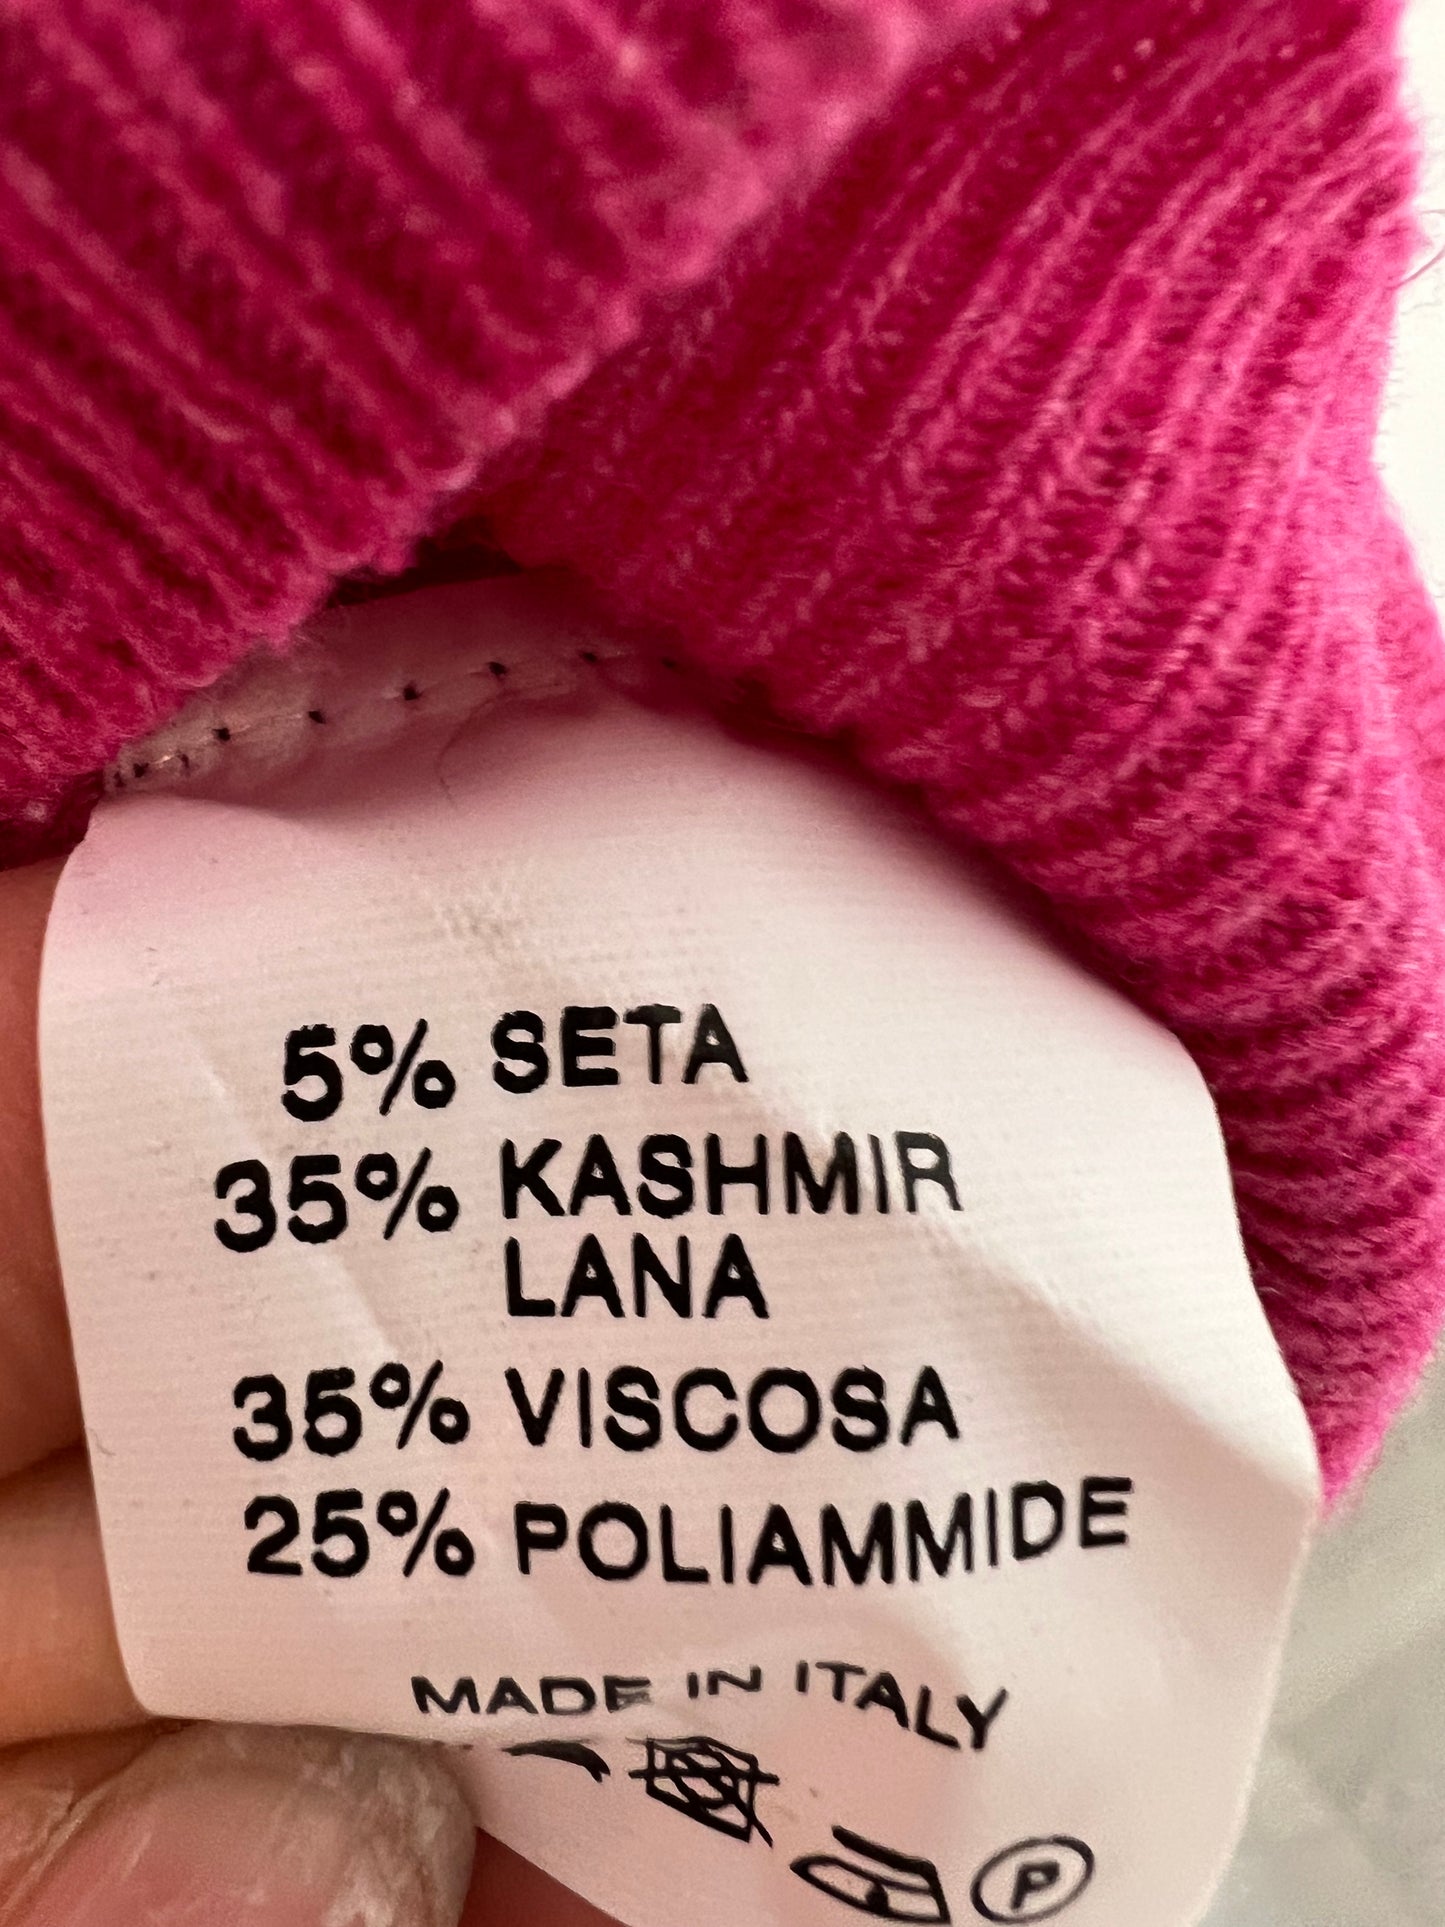 5% SETA
35% KASHMIR
LANA
35% VISCOSA
25% POLIAMMIDE
MADE IN ITALY
P